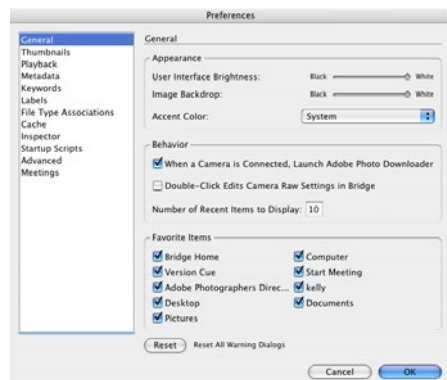 Preferences
General
Thumbnails
Playback
Metadata
Keywords
Labels
File Type Associations
Cache
Inspector
Startup Scripts
Advanced
Meetings
General
Appearance
User Interface Brightness: Black White
Image Backdrop: Black White
Accent Color: System
Behavior
When a Camera is Connected, Launch Adobe Photo Downloader
Double-Click Edits Camera Raw Settings in Bridge
Number of Recent Items to Display: 10
Favorite Items
Bridge Home Computer
Version Cue Start Meeting
Adobe Photographers Direc... kelly
Desktop Documents
Pictures
Reset Reset All Warning Dialogs
Cancel OK